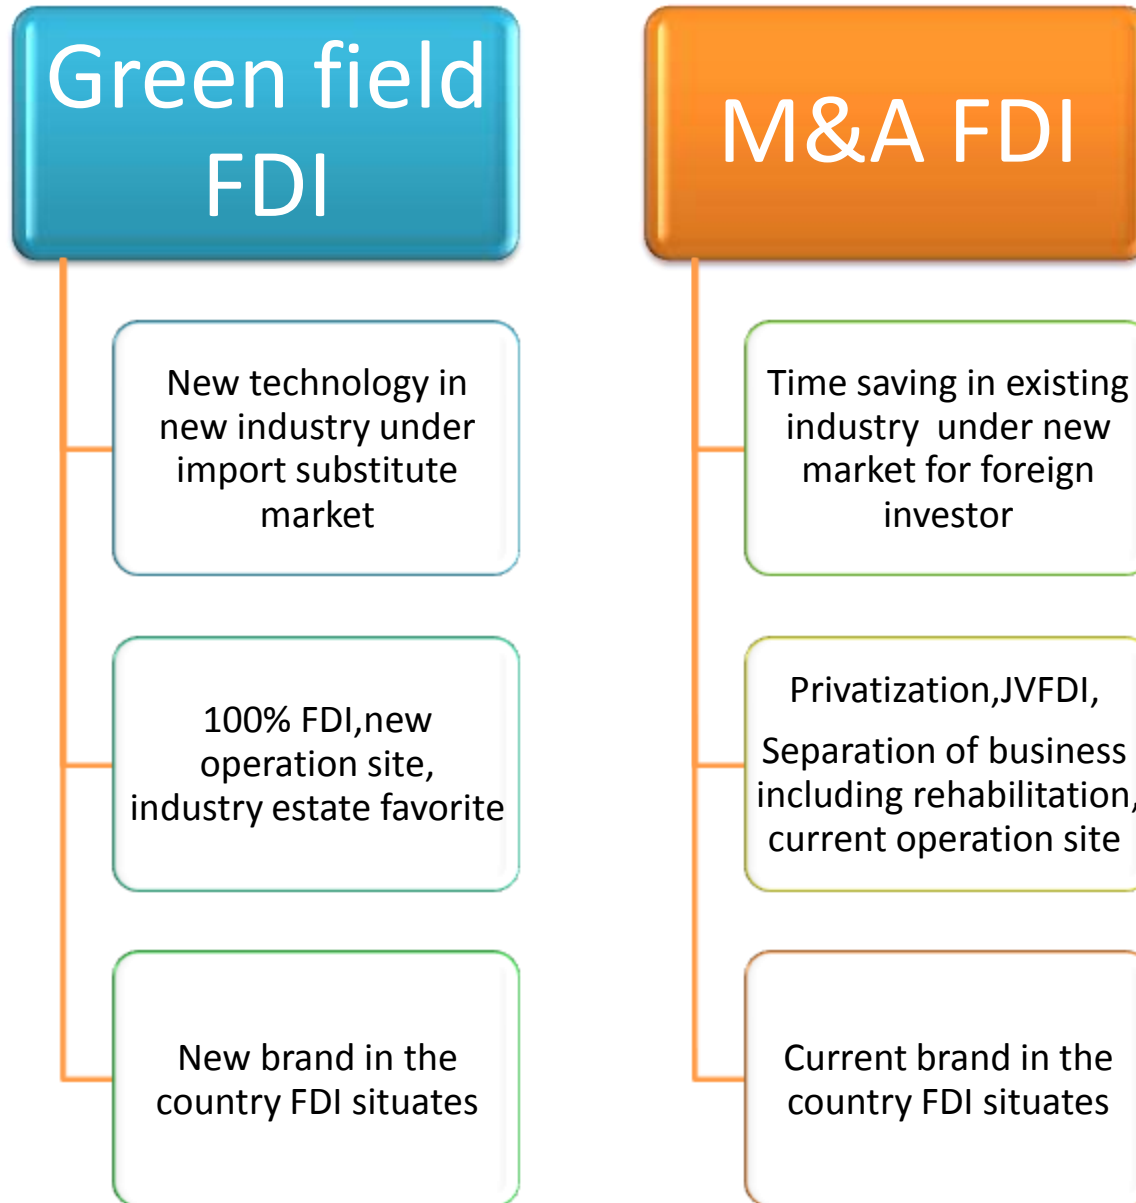 Green field
FDI
New technology in
new industry under
import substitute
market
100% FDI,new
operation site,
industry estate favorite
New brand in the
country FDI situates
M&A FDI
Time saving in existing
industry  under new
market for foreign
investor
Privatization,JVFDI,
Separation of business
including rehabilitation,
current operation site
Current brand in the
country FDI situates